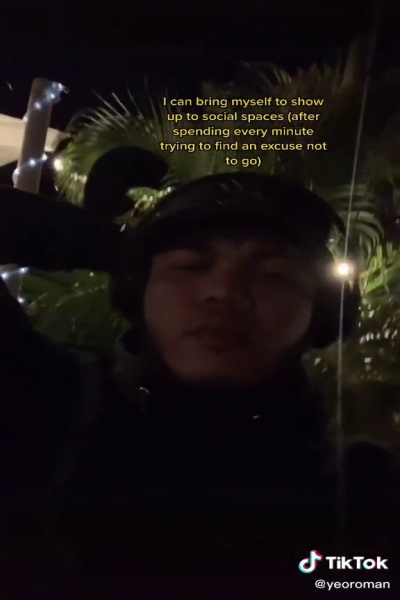 I can bring myself to show
up to social spaces (after
spending every minute
trying to find an excuse not
to go)
TikTok
@yeoroman